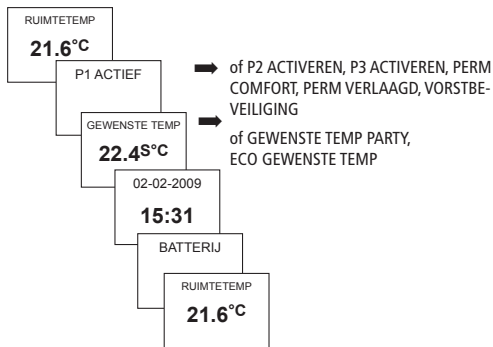 RUIMTETEMP
21.6°C
P1 ACTIEF
of P2 ACTIVEREN, P3 ACTIVEREN, PERM
COMFORT, PERM VERLAAGD, VORSTBE-
VEILIGING
GEWENSTE TEMP
22.4S°C
of GEWENSTE TEMP PARTY,
ECO GEWENSTE TEMP
02-02-2009
15:31
BATTERIJ
RUIMTETEMP
21.6°C